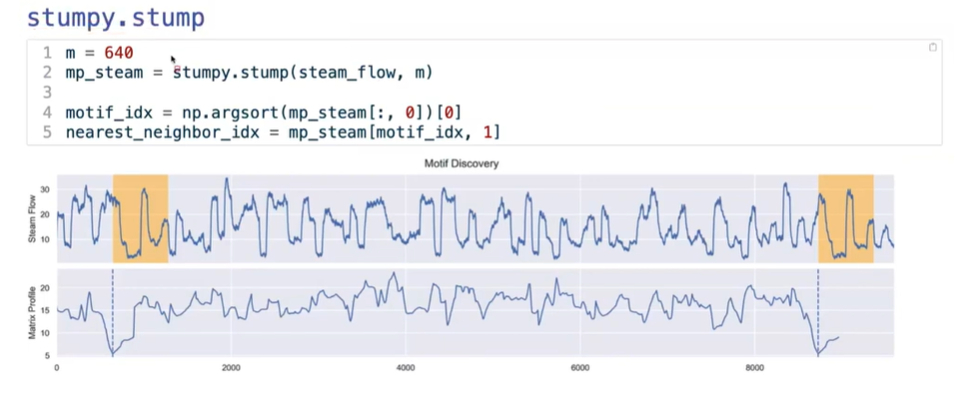 stumpy.stump
1 m = 640
2 mp_steam = stumpy.stump(steam_flow, m)
3
4 motif_idx = np.argsort(mp_steam[:, 0])[0]
5 nearest_neighbor_idx = mp_steam[motif_idx, 1]
Motif Discovery
Steam Flow
30
20
10
Matrix Profile
20
15
10
5
0 2000 4000 6000 8000